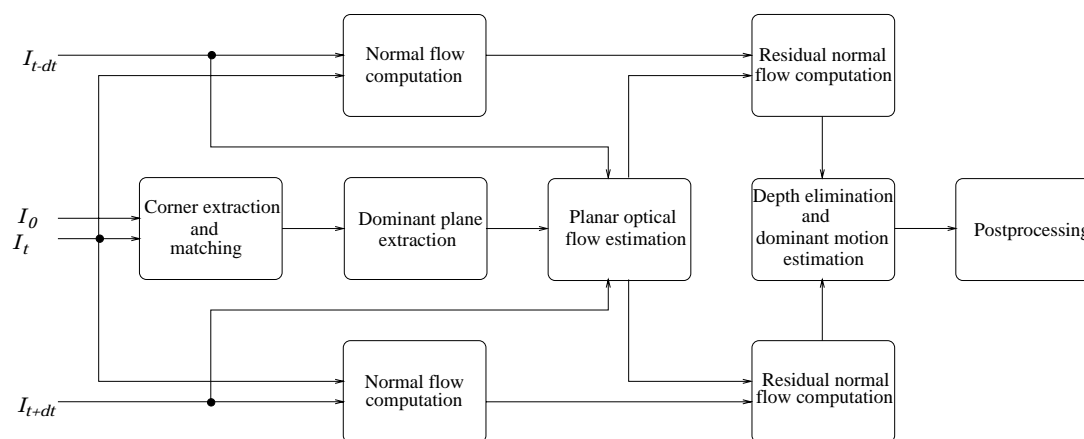 I_{t-dt}
Normal flow
computation
Residual normal
flow computation
I_0
I_t
Corner extraction
and
matching
Dominant plane
extraction
Planar optical
flow estimation
Depth elimination
and
dominant motion
estimation
Postprocessing
I_{t+dt}
Normal flow
computation
Residual normal
flow computation